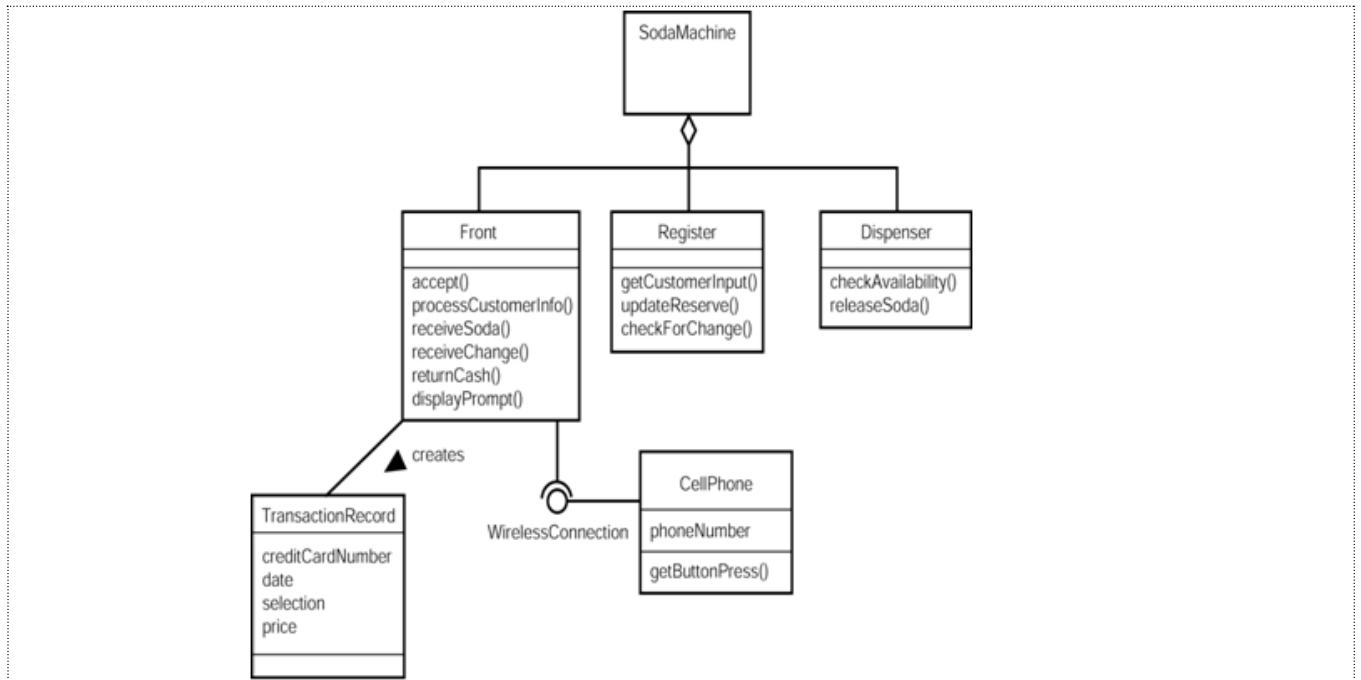 SodaMachine
Front
accept()
processCustomerInfo()
receiveSoda()
receiveChange()
returnCash()
displayPrompt()
Register
getCustomerInput()
updateReserve()
checkForChange()
Dispenser
checkAvailability()
releaseSoda()
creates
TransactionRecord
creditCardNumber
date
selection
price
WirelessConnection
CellPhone
phoneNumber
getButtonPress()